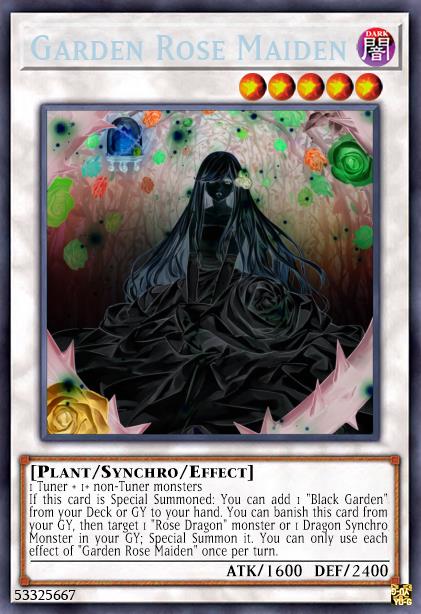 GARDEN ROSE MAIDEN
DARK
闇
[PLANT/SYNCHRO/EFFECT]
1 Tuner + 1+ non-Tuner monsters
If this card is Special Summoned: You can add 1 "Black Garden"
from your Deck or GY to your hand. You can banish this card from
your GY, then target 1 "Rose Dragon" monster or 1 Dragon Synchro
Monster in your GY; Special Summon it. You can only use each
effect of "Garden Rose Maiden" once per turn.
ATK/1600 DEF/2400
53325667